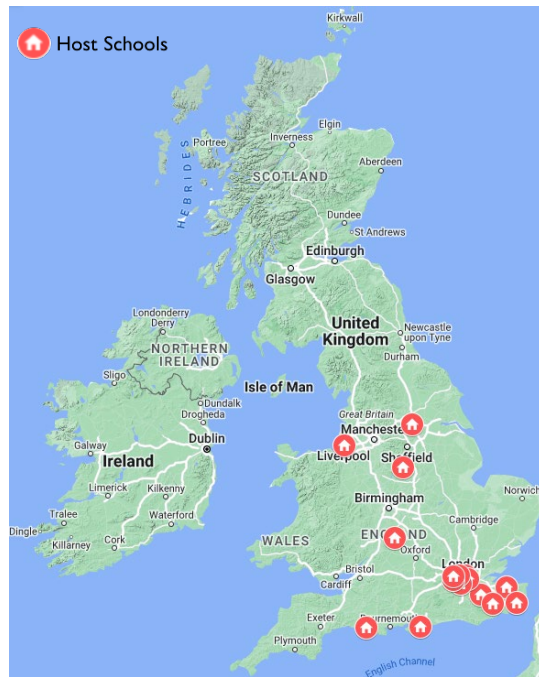 Kirkwall
Host Schools
Elgin
Portree
Inverness
Aberdeen
SCOTLAND
HEBRIDES
Dundee
St Andrews
Edinburgh
Glasgow
Londonderry
Derry
United
Kingdom
Newcastle
upon Tyne
NORTHERN
IRELAND
Durham
Sligo
Isle of Man
Dundalk
Drogheda
Great Britain
Galway
Dublin
Manchester
Ireland
Liverpool
Sheffield
Limerick
Kilkenny
Norwich
Birmingham
Tralee
Waterford
Cambridge
Dingle
Killarney
Cork
WALES
Oxford
London
Bristol
Cardiff
Exeter
Plymouth
English Channel